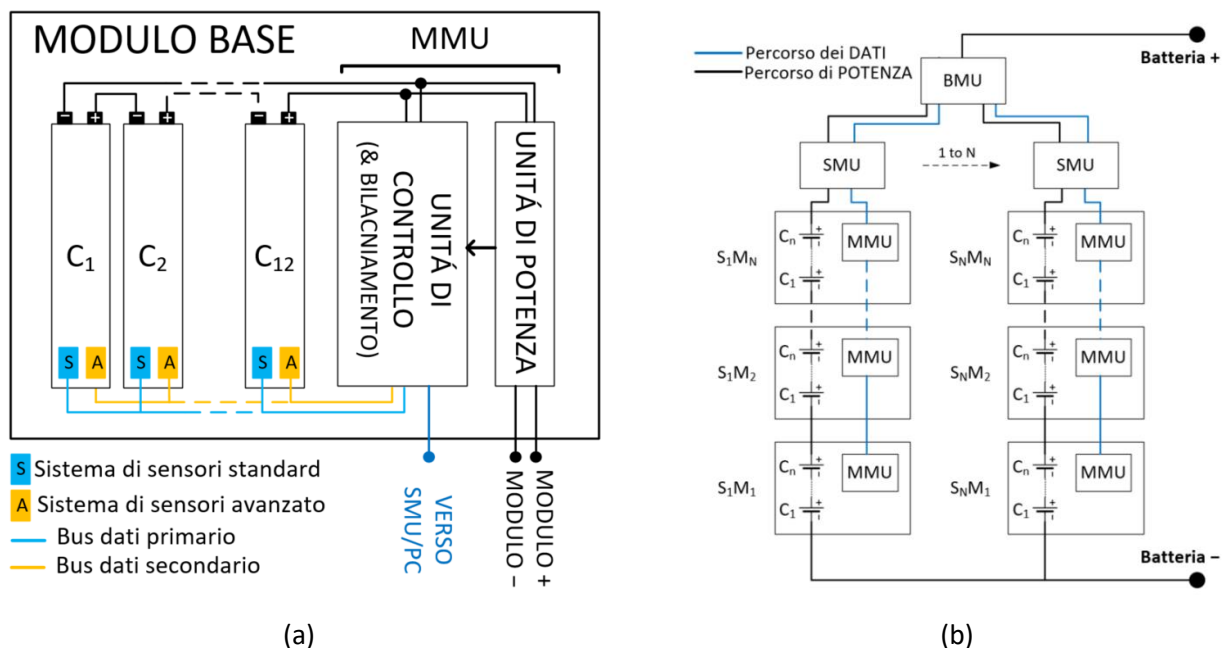 MODULO BASE
MMU
C1
C2
C12
S
A
S
A
S
A
UNITÁ DI
CONTROLLO
(& BILACNIAMENTO)
UNITÁ DI POTENZA
S Sistema di sensori standard
A Sistema di sensori avanzato
Bus dati primario
Bus dati secondario
VERSO
SMU/PC
MODULO –
MODULO +
(a)
Percorso dei DATI
Percorso di POTENZA
Batteria +
BMU
SMU
1 to N
SMU
S1MN
Cn
C1
MMU
SNMN
Cn
C1
MMU
S1M2
Cn
C1
MMU
SNM2
Cn
C1
MMU
S1M1
Cn
C1
MMU
SNM1
Cn
C1
MMU
Batteria –
(b)